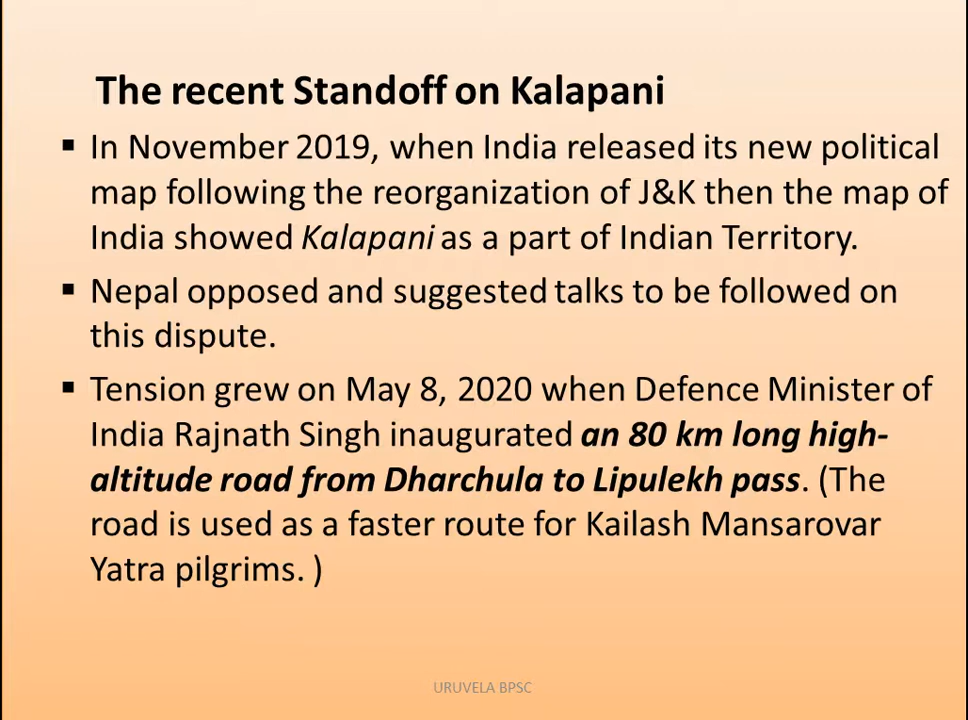 The recent Standoff on Kalapani
▪ In November 2019, when India released its new political
map following the reorganization of J&K then the map of
India showed Kalapani as a part of Indian Territory.
▪ Nepal opposed and suggested talks to be followed on
this dispute.
▪ Tension grew on May 8, 2020 when Defence Minister of
India Rajnath Singh inaugurated an 80 km long high-
altitude road from Dharchula to Lipulekh pass. (The
road is used as a faster route for Kailash Mansarovar
Yatra pilgrims. )
URUVELA BPSC